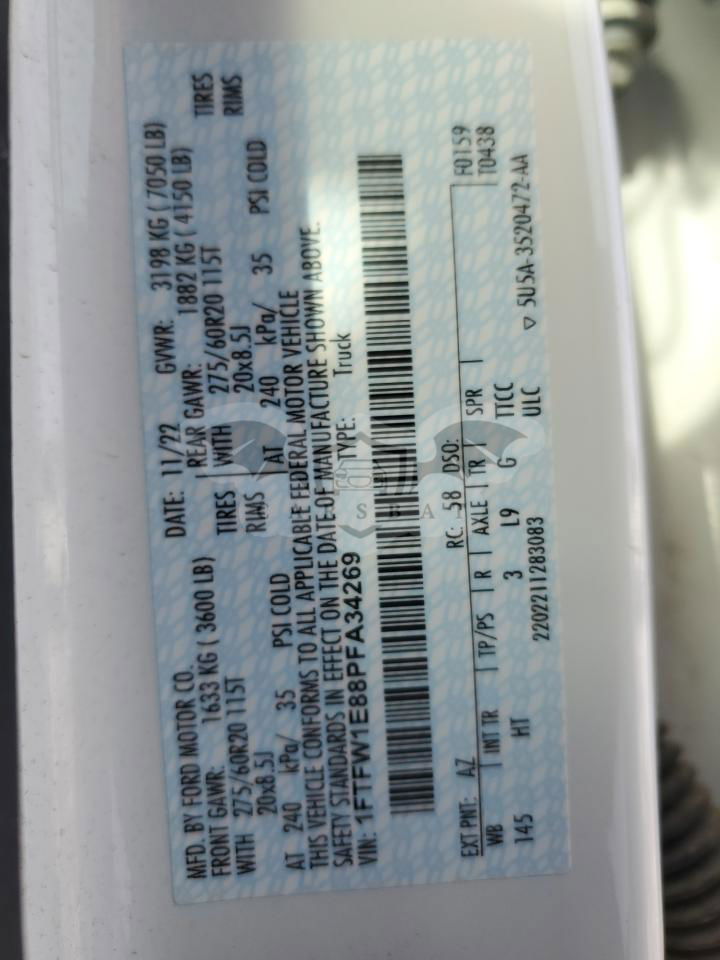 MFD. BY FORD MOTOR CO. DATE: 11/22 GVWR: 3198 KG ( 7050 LB)
FRONT GAWR: 1633 KG ( 3600 LB) REAR GAWR: 1882 KG ( 4150 LB)
WITH 275/60R20 115T TIRES WITH 275/60R20 115T TIRES
20x8.5J RIMS 20x8.5J RIMS
AT 240 kPa/ 35 PSI COLD AT 240 kPa/ 35 PSI COLD
THIS VEHICLE CONFORMS TO ALL APPLICABLE FEDERAL MOTOR VEHICLE
SAFETY STANDARDS IN EFFECT ON THE DATE OF MANUFACTURE SHOWN ABOVE.
VIN: 1FTFW1E88PFA34269 TYPE: Truck
F0159
EXT PNT: AZ RC: 58 DSO: T0438
WB INT TR TP/PS R AXLE TR SPR
145 HT 3 L9 G TTCC
ULC
2202211283083 ▽ 5U5A-3520472-AA